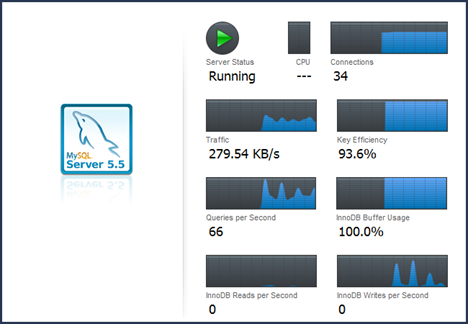 MySQL
Server 5.5
Server Status
CPU
Connections
Running
---
34
Traffic
Key Efficiency
279.54 KB/s
93.6%
Queries per Second
InnoDB Buffer Usage
66
100.0%
InnoDB Reads per Second
InnoDB Writes per Second
0
0